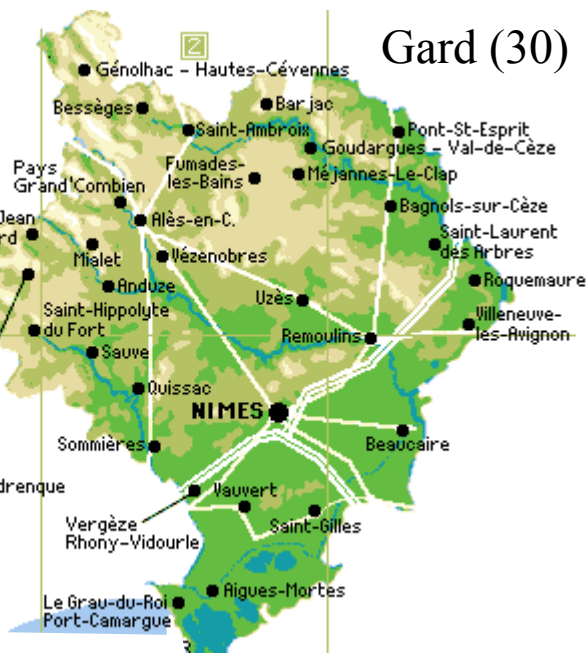 Gard (30)
2
Génolhac - Hautes-Cévennes
Bessèges
Barjac
Saint-Ambroix
Pont-St-Esprit
Goudargues - Val-de-Cèze
Pays
Grand'Combien
Fumades-
les-Bains
Méjannes-Le-Clap
Bagnols-sur-Cèze
Jean
rd
Alès-en-C.
Saint-Laurent
des Arbres
Mialet
Vézenobres
Roquemaure
Anduze
Uzès
Saint-Hippolyte
du Fort
Villeneuve-
les-Avignon
Remoulins
Sauve
Quissac
NIMES
Sommières
Beaucaire
drenque
Vauvert
Vergèze
Rhony-Vidourle
Saint-Gilles
Aigues-Mortes
Le Grau-du-Roi
Port-Camargue